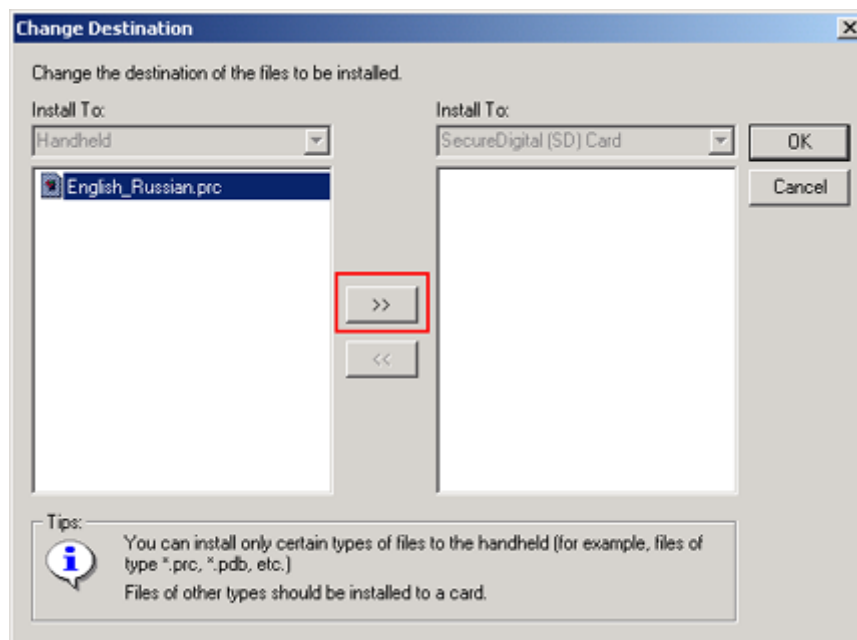 Change Destination
Change the destination of the files to be installed.
Install To:
Install To:
Handheld
SecureDigital (SD) Card
OK
English_Russian.prc
Cancel
>>
<<
Tips:
You can install only certain types of files to the handheld (for example, files of
type *.prc, *.pdb, etc.)
Files of other types should be installed to a card.